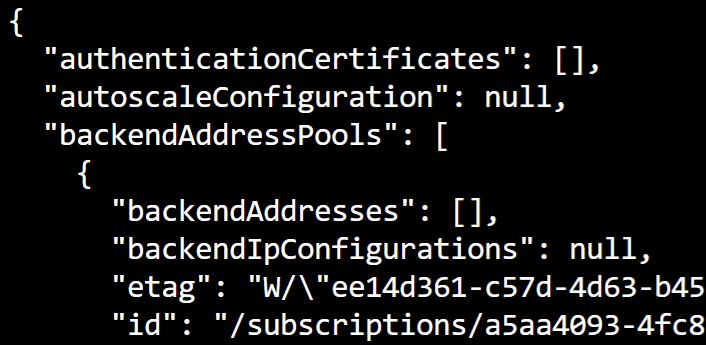 {
"authenticationCertificates": [],
"autoscaleConfiguration": null,
"backendAddressPools": [
{
"backendAddresses": [],
"backendIpConfigurations": null,
"etag": "W/\"ee14d361-c57d-4d63-b45
"id": "/subscriptions/a5aa4093-4fc8